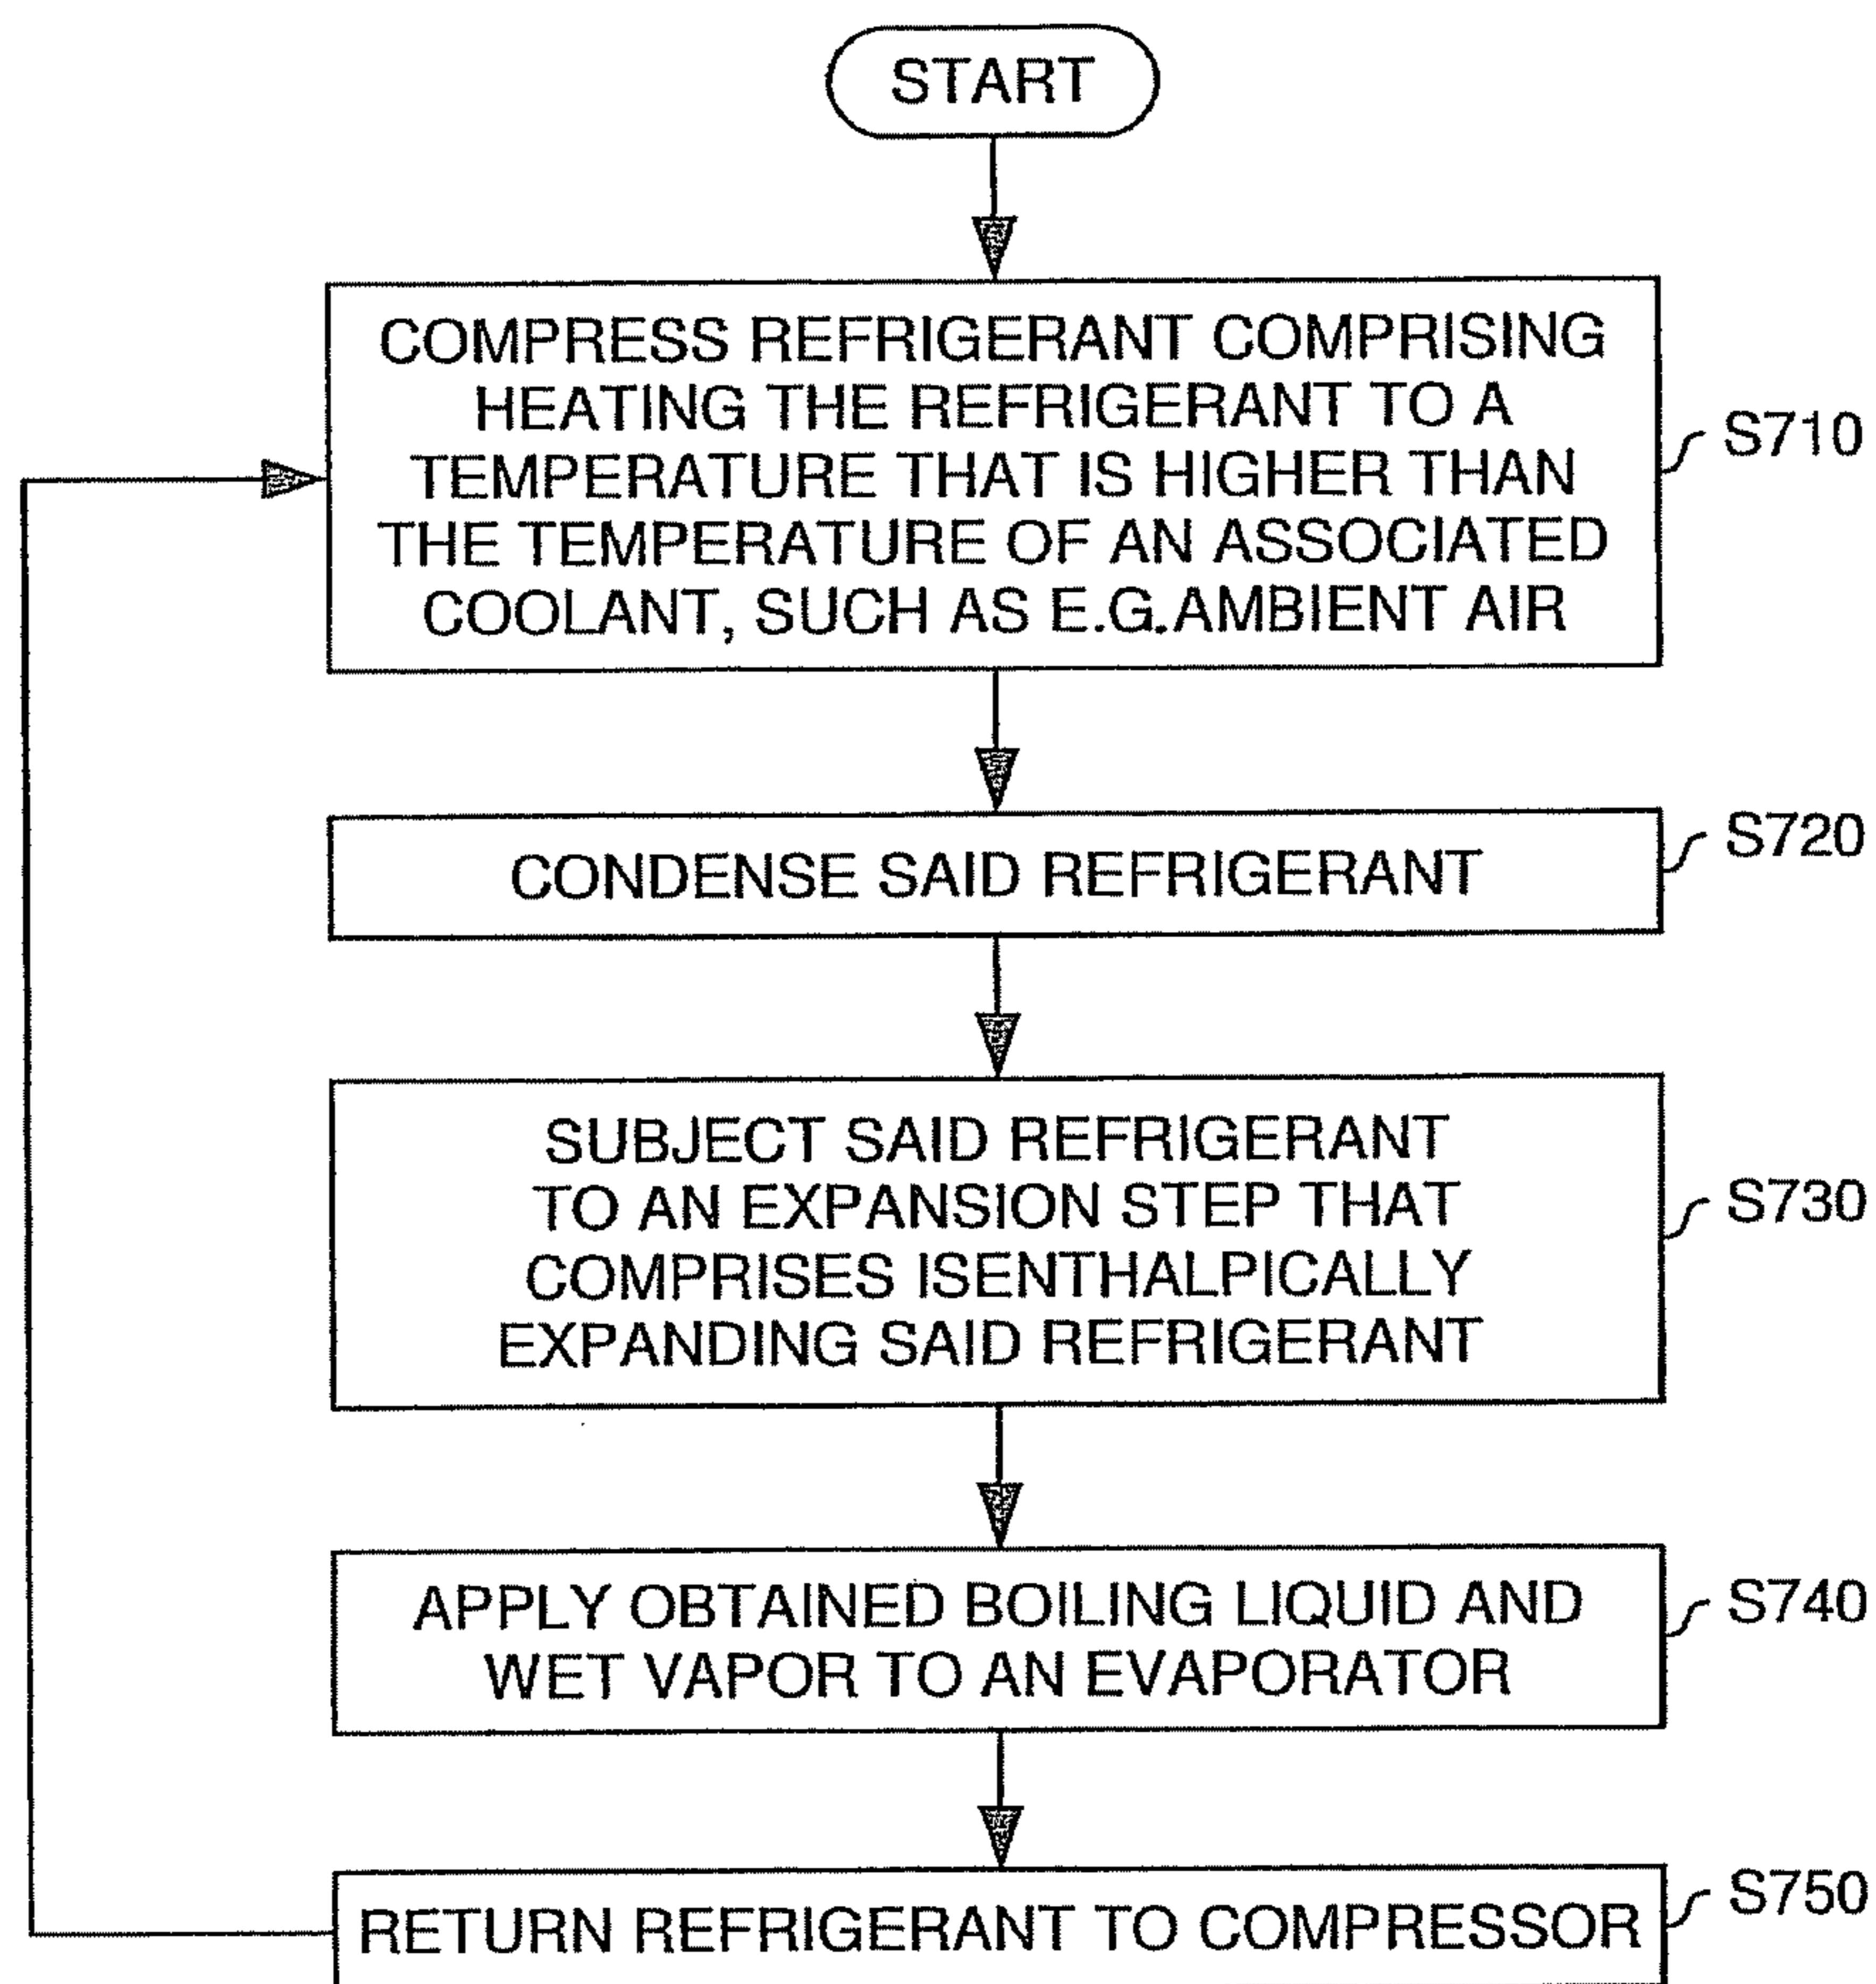 START
COMPRESS REFRIGERANT COMPRISING
HEATING THE REFRIGERANT TO A
TEMPERATURE THAT IS HIGHER THAN
THE TEMPERATURE OF AN ASSOCIATED
COOLANT, SUCH AS E.G.AMBIENT AIR
S710
CONDENSE SAID REFRIGERANT
S720
SUBJECT SAID REFRIGERANT
TO AN EXPANSION STEP THAT
COMPRISES ISENTHALPICALLY
EXPANDING SAID REFRIGERANT
S730
APPLY OBTAINED BOILING LIQUID AND
WET VAPOR TO AN EVAPORATOR
S740
RETURN REFRIGERANT TO COMPRESSOR
S750